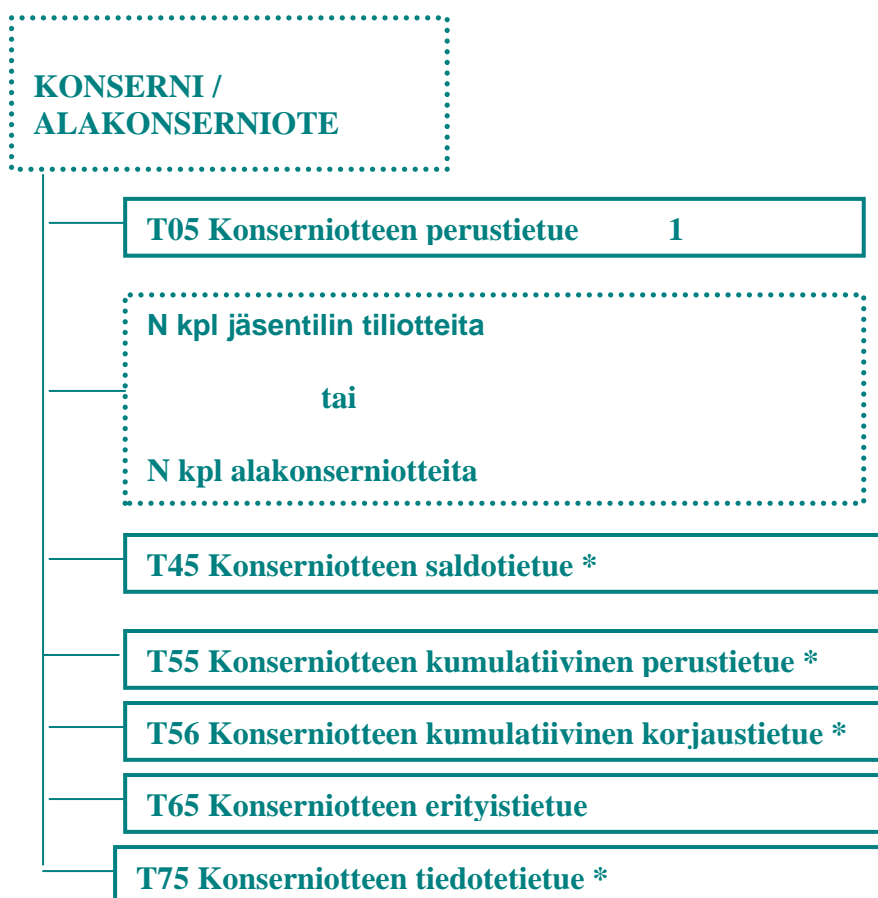 KONSERNI /
ALAKONSERNIOTE
T05 Konserniotteen perustietue 1
N kpl jäsentilin tiliotteita
tai
N kpl alakonserniotteita
T45 Konserniotteen saldotietue *
T55 Konserniotteen kumulatiivinen perustietue *
T56 Konserniotteen kumulatiivinen korjaustietue *
T65 Konserniotteen erityistietue
T75 Konserniotteen tiedotetietue *